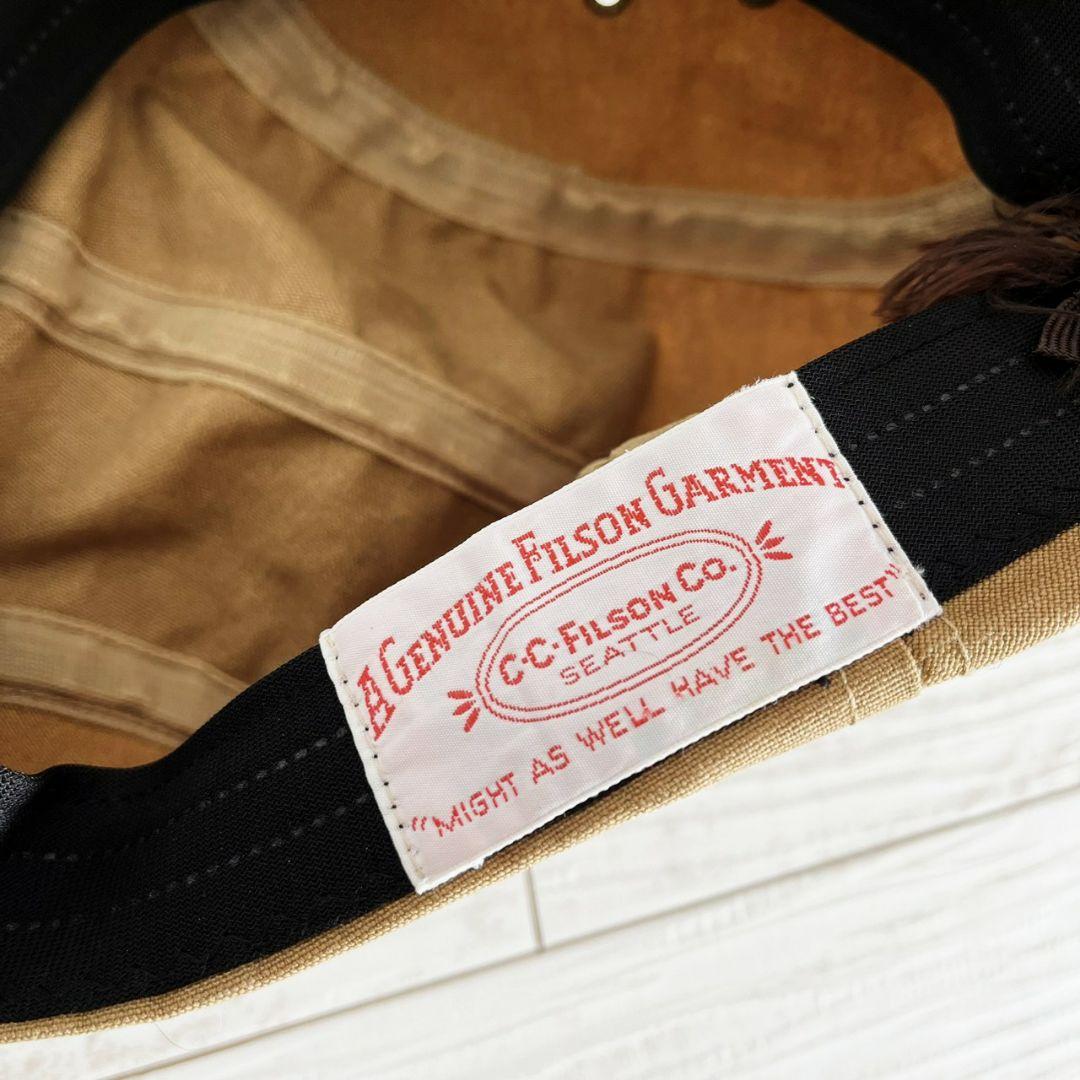 A GENUINE FILSON GARMENT
C·C·FILSON CO.
SEATTLE
"MIGHT AS WELL HAVE THE BEST"